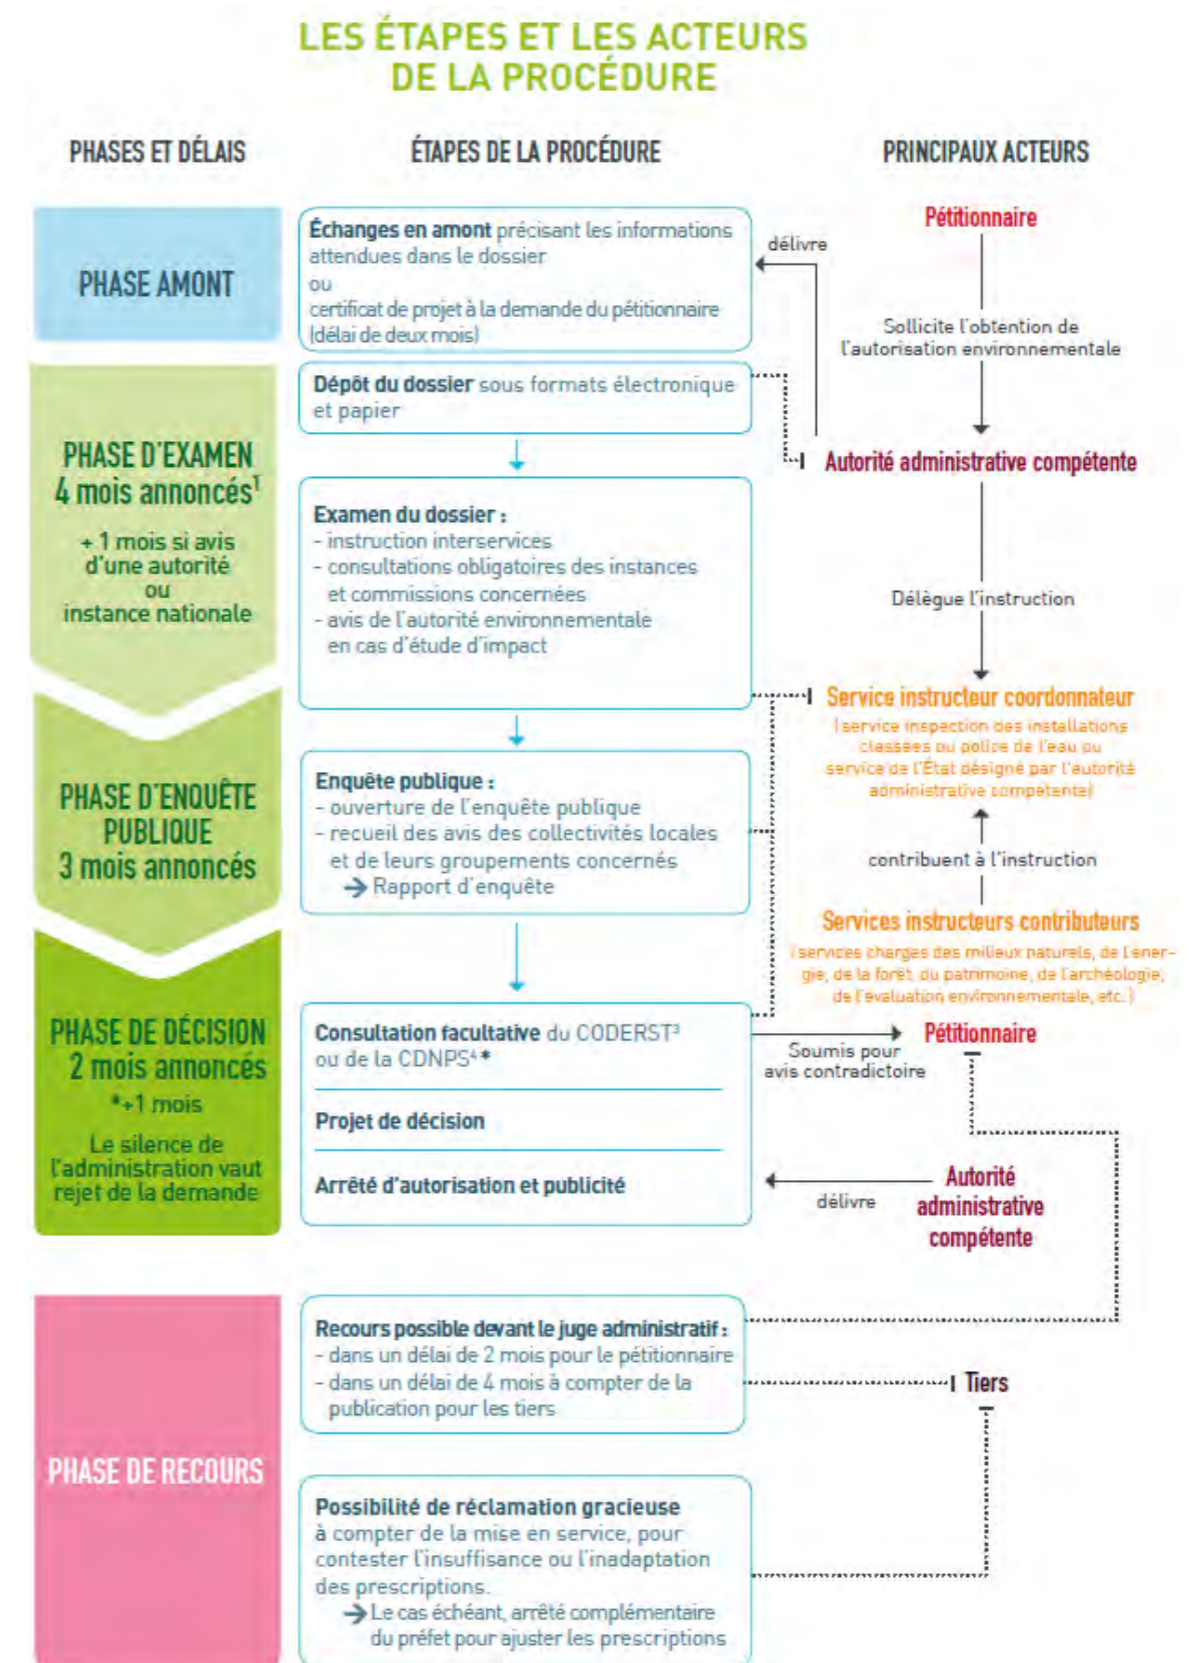 LES ÉTAPES ET LES ACTEURS
DE LA PROCÉDURE
PHASES ET DÉLAIS
ÉTAPES DE LA PROCÉDURE
PRINCIPAUX ACTEURS
PHASE AMONT
Échanges en amont précisant les informations
attendues dans le dossier
ou
certificat de projet à la demande du pétitionnaire
(délai de deux mois)
délivre
Pétitionnaire
Sollicite l'obtention de
l'autorisation environnementale
PHASE D'EXAMEN
4 mois annoncés¹
+ 1 mois si avis
d'une autorité
ou
instance nationale
Dépôt du dossier sous formats électronique
et papier
Autorité administrative compétente
Examen du dossier :
- instruction interservices
- consultations obligatoires des instances
et commissions concernées
- avis de l'autorité environnementale
en cas d'étude d'impact
Délègue l'instruction
Service instructeur coordonnateur
(service inspection des installations
classées ou police de l'eau ou
service de l'État désigné par l'autorité
administrative compétente)
PHASE D'ENQUÊTE
PUBLIQUE
3 mois annoncés
Enquête publique :
- ouverture de l'enquête publique
- recueil des avis des collectivités locales
et de leurs groupements concernés
→ Rapport d'enquête
contribuent à l'instruction
Services instructeurs contributeurs
(services chargés des milieux naturels, de l'éner-
gie, de la forêt, du patrimoine, de l'archéologie,
de l'évaluation environnementale, etc.)
PHASE DE DÉCISION
2 mois annoncés
*+1 mois
Le silence de
l'administration vaut
rejet de la demande
Consultation facultative du CODERST³
ou de la CDNPS⁴*
Projet de décision
Arrêté d'autorisation et publicité
Soumis pour
avis contradictoire
Pétitionnaire
délivre
Autorité
administrative
compétente
PHASE DE RECOURS
Recours possible devant le juge administratif :
- dans un délai de 2 mois pour le pétitionnaire
- dans un délai de 4 mois à compter de la
publication pour les tiers
Tiers
Possibilité de réclamation gracieuse
à compter de la mise en service, pour
contester l'insuffisance ou l'inadaptation
des prescriptions.
→ Le cas échéant, arrêté complémentaire
du préfet pour ajuster les prescriptions